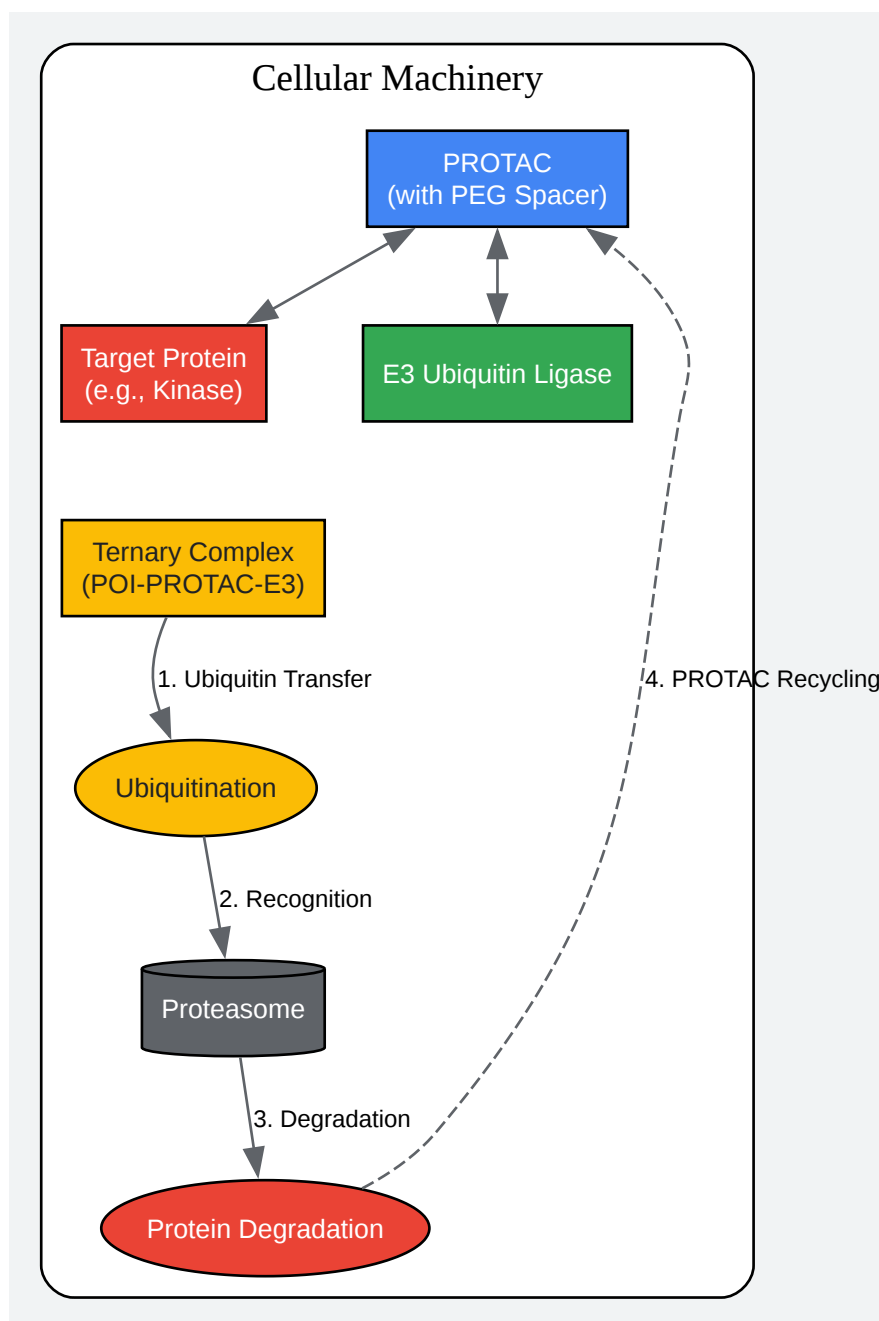 Cellular Machinery
PROTAC
(with PEG Spacer)
Target Protein
(e.g., Kinase)
E3 Ubiquitin Ligase
Ternary Complex
(POI-PROTAC-E3)
1. Ubiquitin Transfer
4. PROTAC Recycling
Ubiquitination
2. Recognition
Proteasome
3. Degradation
Protein Degradation